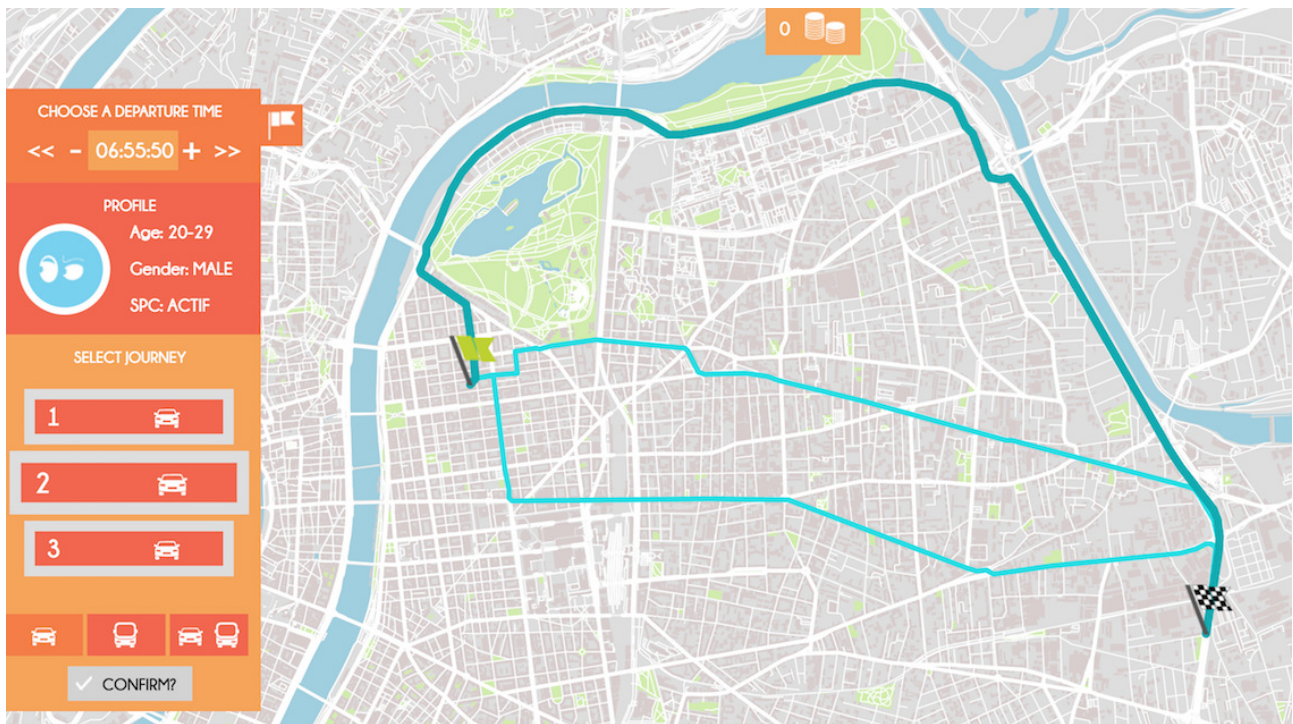 0
CHOOSE A DEPARTURE TIME
<< - 06:55:50 + >>
PROFILE
Age: 20-29
Gender: MALE
SPC: ACTIF
SELECT JOURNEY
1
2
3
CONFIRM?